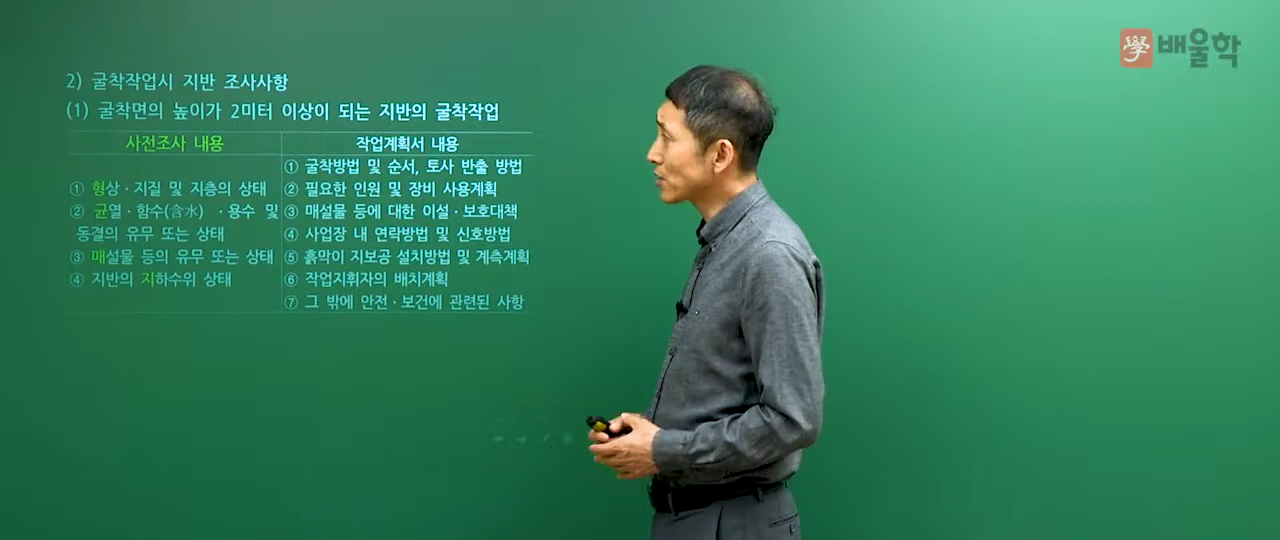 學 배울학
2) 굴착작업시 지반 조사사항
(1) 굴착면의 높이가 2미터 이상이 되는 지반의 굴착작업
사전조사 내용
① 형상·지질 및 지층의 상태
② 균열·함수(含水) ·용수 및
동결의 유무 또는 상태
③ 매설물 등의 유무 또는 상태
④ 지반의 지하수위 상태
작업계획서 내용
① 굴착방법 및 순서, 토사 반출 방법
② 필요한 인원 및 장비 사용계획
③ 매설물 등에 대한 이설·보호대책
④ 사업장 내 연락방법 및 신호방법
⑤ 흙막이 지보공 설치방법 및 계측계획
⑥ 작업지휘자의 배치계획
⑦ 그 밖에 안전·보건에 관련된 사항